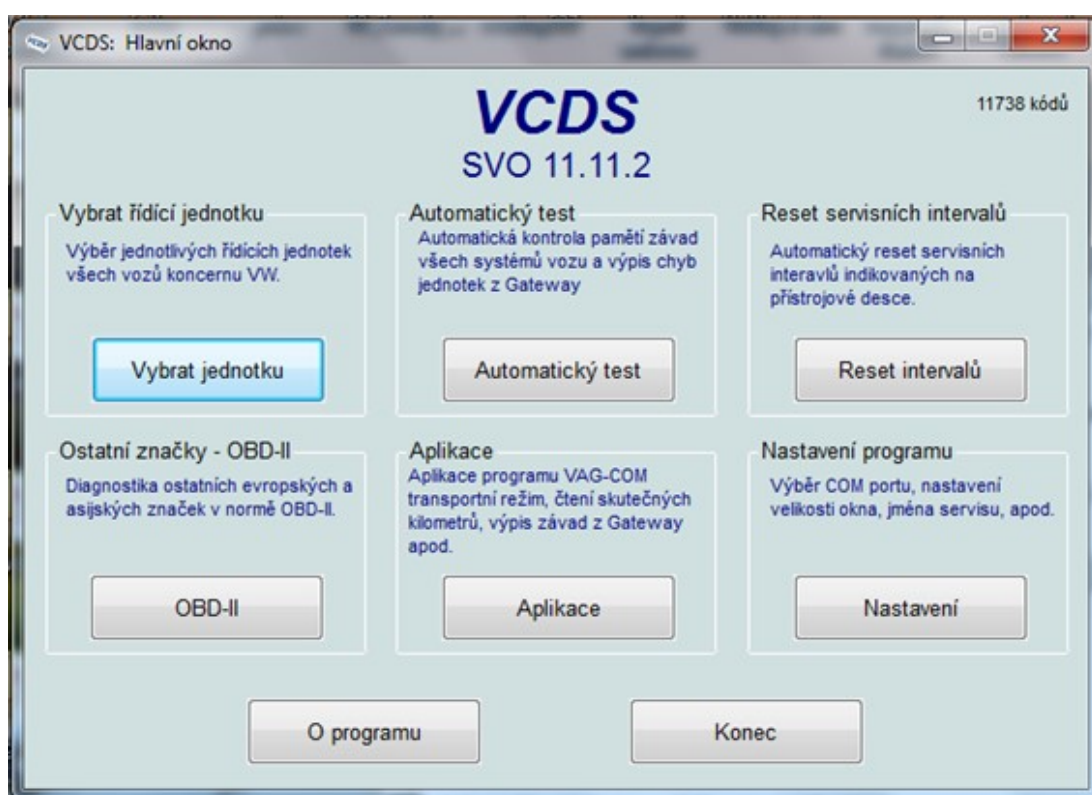 VCDS: Hlavní okno
VCDS
11738 kódů
SVO 11.11.2
Vybrat řídící jednotku
Výběr jednotlivých řídících jednotek
všech vozů koncernu VW.
Vybrat jednotku
Automatický test
Automatická kontrola pamětí závad
všech systémů vozu a výpis chyb
jednotek z Gateway
Automatický test
Reset servisních intervalů
Automatický reset servisních
interavlů indikovaných na
přístrojové desce.
Reset intervalů
Ostatní značky - OBD-II
Diagnostika ostatních evropských a
asijských značek v normě OBD-II.
OBD-II
Aplikace
Aplikace programu VAG-COM
transportní režim, čtení skutečných
kilometrů, výpis závad z Gateway
apod.
Aplikace
Nastavení programu
Výběr COM portu, nastavení
velikosti okna, jména servisu, apod.
Nastavení
O programu
Konec